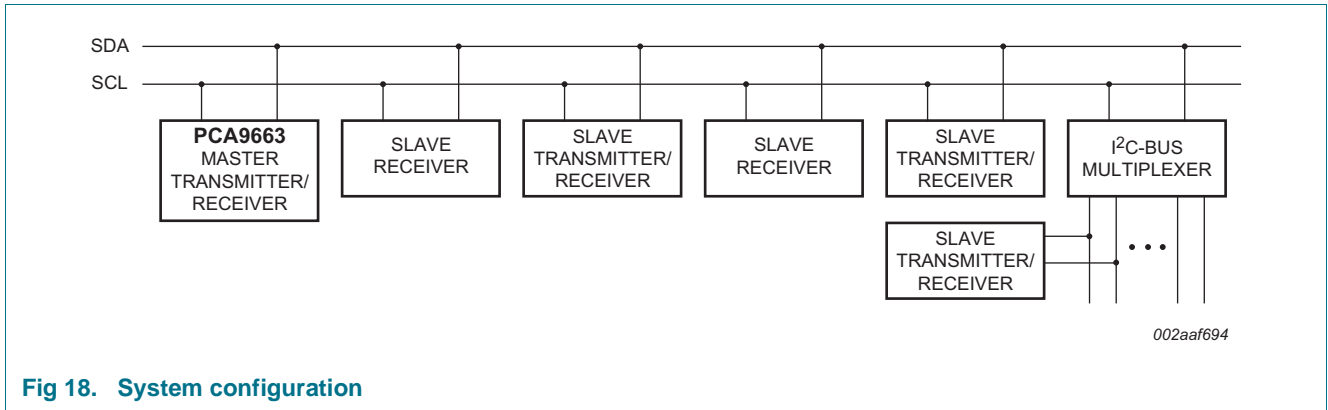 SDA
SCL
PCA9663
MASTER
TRANSMITTER/
RECEIVER
SLAVE
RECEIVER
SLAVE
TRANSMITTER/
RECEIVER
SLAVE
RECEIVER
SLAVE
TRANSMITTER/
RECEIVER
I²C-BUS
MULTIPLEXER
SLAVE
TRANSMITTER/
RECEIVER
002aaf694
Fig 18. System configuration